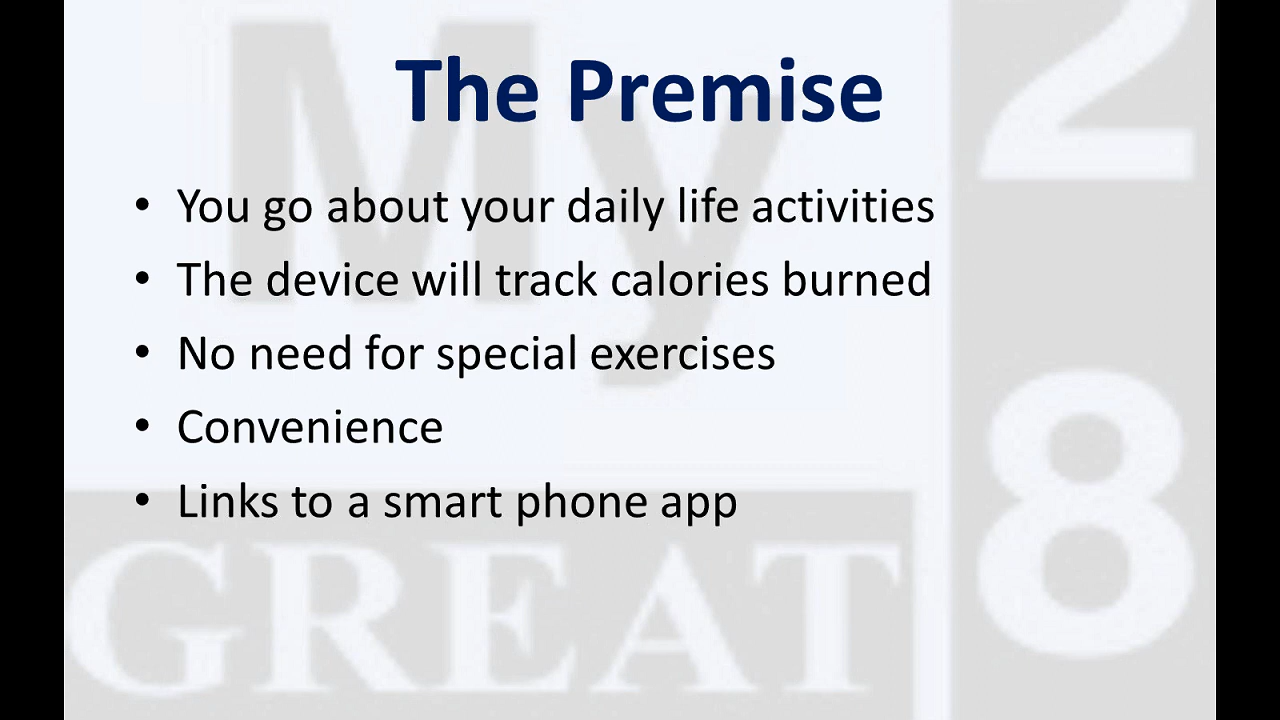 The Premise
• You go about your daily life activities
• The device will track calories burned
• No need for special exercises
• Convenience
• Links to a smart phone app
My
2
8
GREAT